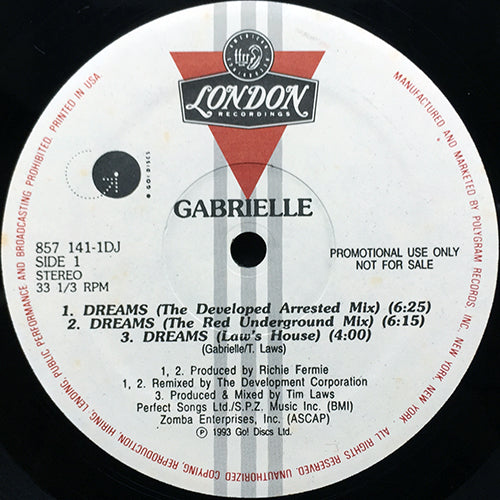 AMERICAN
ffrr
LONDON
RECORDINGS
® GO! DISCS
GABRIELLE
857 141-1DJ
SIDE 1
STEREO
33 1/3 RPM
PROMOTIONAL USE ONLY
NOT FOR SALE
1. DREAMS (The Developed Arrested Mix) (6:25)
2. DREAMS (The Red Underground Mix) (6:15)
3. DREAMS (Law's House) (4:00)
(Gabrielle/T. Laws)
1, 2. Produced by Richie Fermie
1, 2. Remixed by The Development Corporation
3. Produced & Mixed by Tim Laws
Perfect Songs Ltd./S.P.Z. Music Inc. (BMI)
Zomba Enterprises, Inc. (ASCAP)
Ⓟ 1993 Go! Discs Ltd.
MANUFACTURED AND MARKETED BY POLYGRAM RECORDS INC. NEW YORK, NEW YORK. ALL RIGHTS RESERVED. UNAUTHORIZED COPYING, REPRODUCTION, HIRING, LENDING, PUBLIC PERFORMANCE AND BROADCASTING PROHIBITED. PRINTED IN USA.